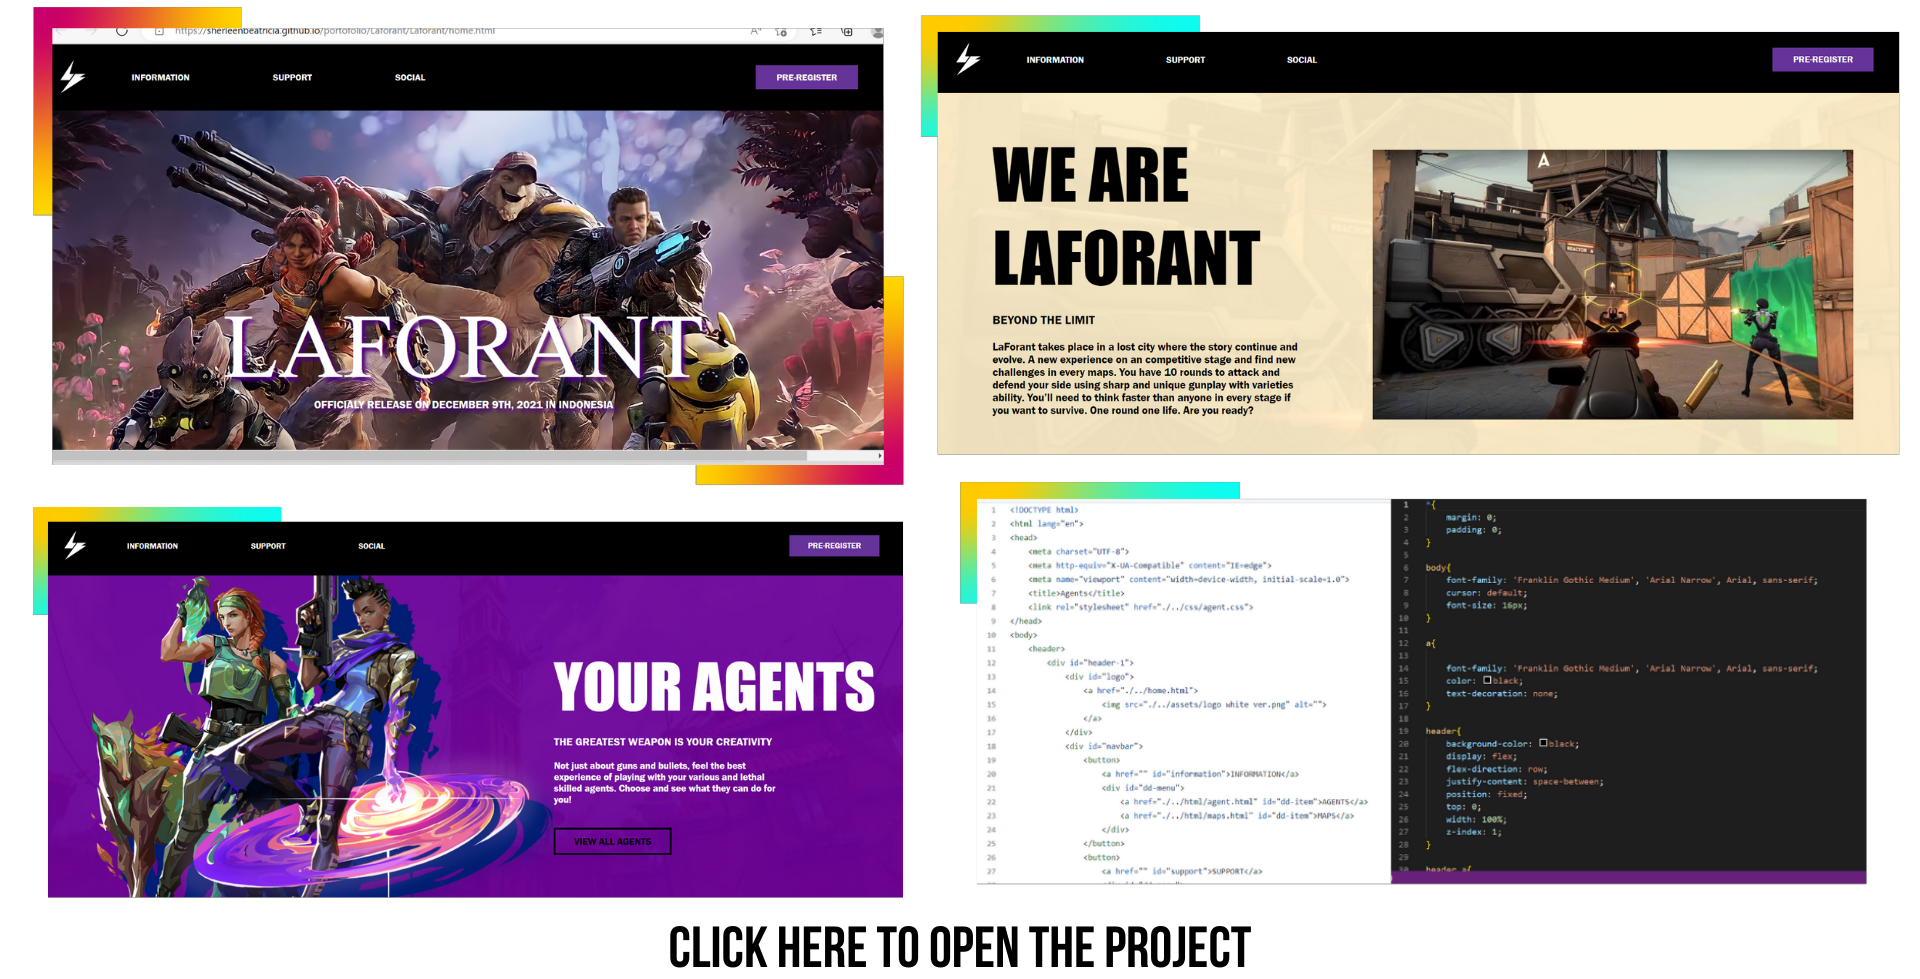 https://sherleenbeatricia.github.io/portofolio/Laforant/Laforant/home.html
INFORMATION
SUPPORT
SOCIAL
PRE-REGISTER
LAFORANT
OFFICIALY RELEASE ON DECEMBER 9TH, 2021 IN INDONESIA
INFORMATION
SUPPORT
SOCIAL
PRE-REGISTER
WE ARE
LAFORANT
BEYOND THE LIMIT
LaForant takes place in a lost city where the story continue and
evolve. A new experience on an competitive stage and find new
challenges in every maps. You have 10 rounds to attack and
defend your side using sharp and unique gunplay with varieties
ability. You'll need to think faster than anyone in every stage if
you want to survive. One round one life. Are you ready?
A
REACTOR A
INFORMATION
SUPPORT
SOCIAL
PRE-REGISTER
YOUR AGENTS
THE GREATEST WEAPON IS YOUR CREATIVITY
Not just about guns and bullets, feel the best
experience of playing with your various and lethal
skilled agents. Choose and see what they can do for
you!
VIEW ALL AGENTS
1 <!DOCTYPE html>
2 <html lang="en">
3 <head>
4 <meta charset="UTF-8">
5 <meta http-equiv="X-UA-Compatible" content="IE=edge">
6 <meta name="viewport" content="width=device-width, initial-scale=1.0">
7 <title>Agents</title>
8 <link rel="stylesheet" href="./../css/agent.css">
9 </head>
10 <body>
11 <header>
12 <div id="header-1">
13 <div id="logo">
14 <a href="./../home.html">
15 <img src="./../assets/logo white ver.png" alt="">
16 </a>
17 </div>
18 <div id="navbar">
19 <button>
20 <a href="" id="information">INFORMATION</a>
21 <div id="dd-menu">
22 <a href="./../html/agent.html" id="dd-item">AGENTS</a>
23 <a href="./../html/maps.html" id="dd-item">MAPS</a>
24 </div>
25 </button>
26 <button>
27 <a href="" id="support">SUPPORT</a>
1 *{
2 margin: 0;
3 padding: 0;
4 }
5
6 body{
7 font-family: 'Franklin Gothic Medium', 'Arial Narrow', Arial, sans-serif;
8 cursor: default;
9 font-size: 16px;
10 }
11
12 a{
13
14 font-family: 'Franklin Gothic Medium', 'Arial Narrow', Arial, sans-serif;
15 color: black;
16 text-decoration: none;
17 }
18
19 header{
20 background-color: black;
21 display: flex;
22 flex-direction: row;
23 justify-content: space-between;
24 position: fixed;
25 top: 0;
26 width: 100%;
27 z-index: 1;
28 }
29
30 header a{
CLICK HERE TO OPEN THE PROJECT